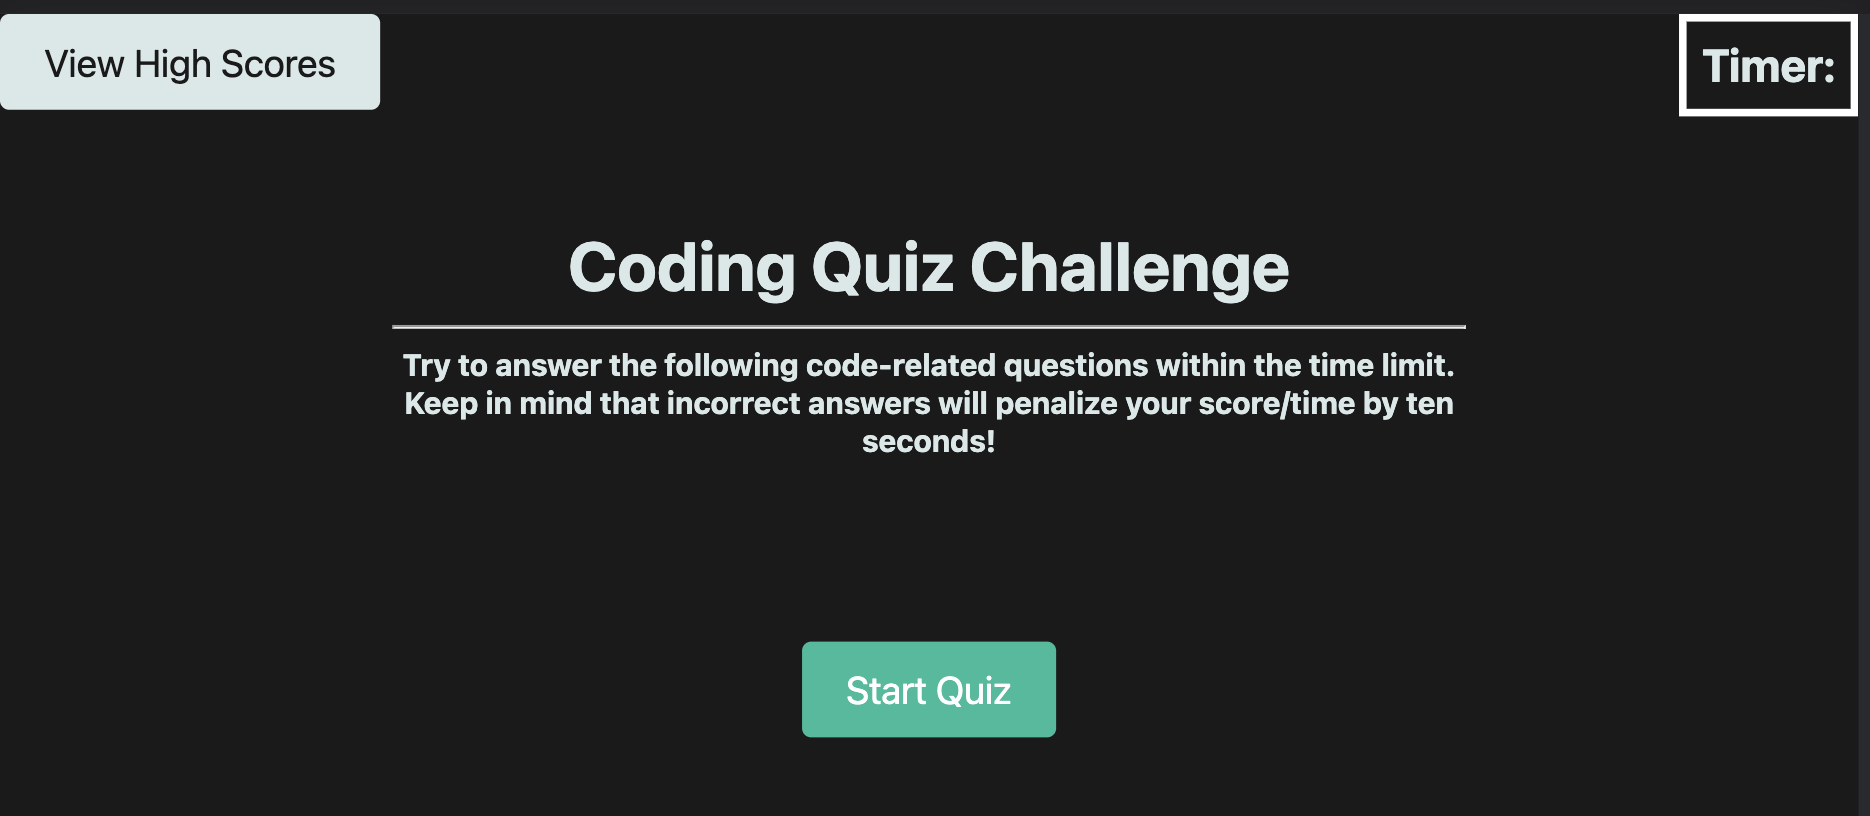 View High Scores
Timer:
Coding Quiz Challenge
Try to answer the following code-related questions within the time limit.
Keep in mind that incorrect answers will penalize your score/time by ten
seconds!
Start Quiz